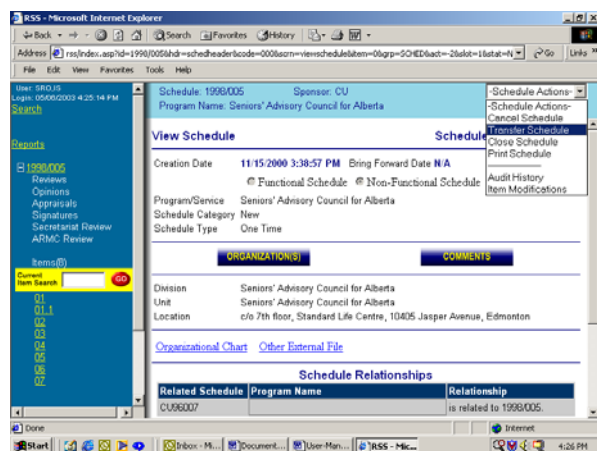 RSS - Microsoft Internet Explorer
Back Search Favorites History
Address rss/index.asp?id=1998/005&hdr=schedheader&code=000&scrn=viewschedule&item=0&grp=SCHED&act=-2&slot=1&stat=N Go Links
File Edit View Favorites Tools Help
User: SROJS
Login: 05/06/2003 4:25:14 PM
Search
Reports
1998/005
Reviews
Opinions
Appraisals
Signatures
Secretariat Review
ARMC Review
Items(8)
Current Item Search GO
01
01.1
02
03
04
05
06
07
Schedule: 1998/005 Sponsor: CU
Program Name: Seniors' Advisory Council for Alberta
-Schedule Actions-
-Schedule Actions-
Cancel Schedule
Transfer Schedule
Close Schedule
Print Schedule
--------------------
Audit History
Item Modifications
View Schedule Schedule
Creation Date 11/15/2000 3:38:57 PM Bring Forward Date N/A
Functional Schedule Non-Functional Schedule
Program/Service Seniors' Advisory Council for Alberta
Schedule Category New
Schedule Type One Time
ORGANIZATION(S) COMMENTS
Division Seniors' Advisory Council for Alberta
Unit Seniors' Advisory Council for Alberta
Location c/o 7th floor, Standard Life Centre, 10405 Jasper Avenue, Edmonton
Organizational Chart Other External File
Schedule Relationships
Related Schedule Program Name Relationship
CU96007 is related to 1998/005.
Done Internet
Start Inbox - Mi... Document... User-Man... RSS - Mic... 4:26 PM